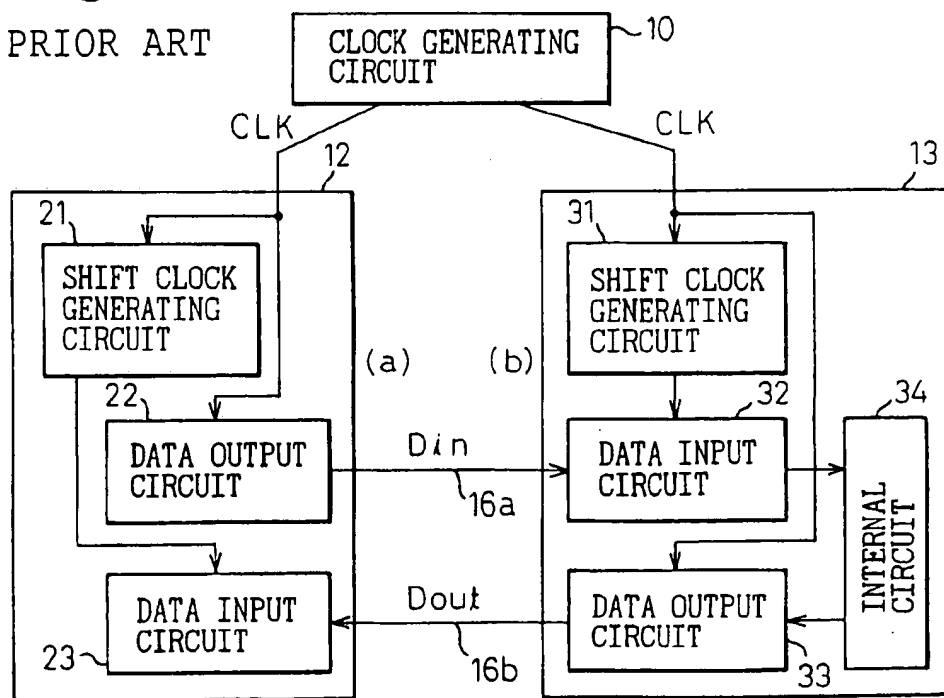 PRIOR ART
CLOCK GENERATING
CIRCUIT
10
CLK
CLK
12
13
21
SHIFT CLOCK
GENERATING
CIRCUIT
31
SHIFT CLOCK
GENERATING
CIRCUIT
(a)
(b)
22
DATA OUTPUT
CIRCUIT
Din
16a
32
DATA INPUT
CIRCUIT
34
INTERNAL
CIRCUIT
DATA INPUT
CIRCUIT
23
Dout
16b
DATA OUTPUT
CIRCUIT
33